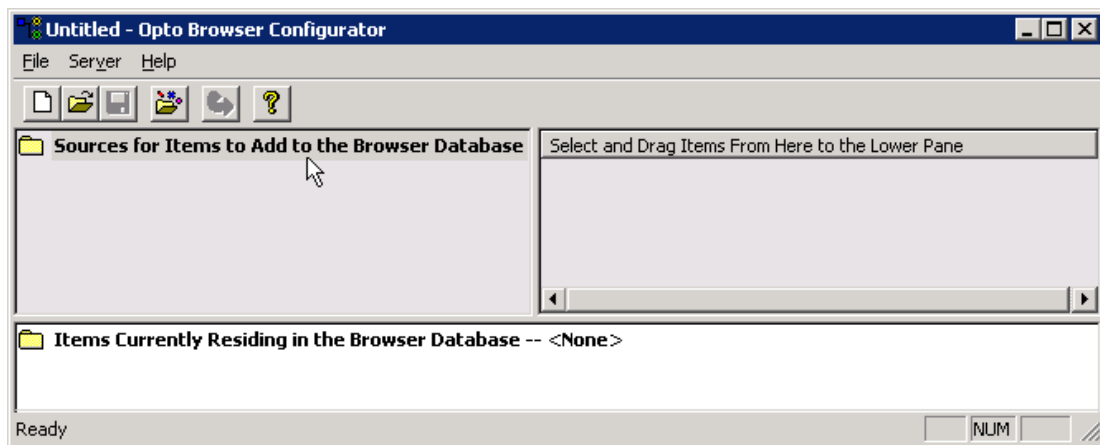 Untitled - Opto Browser Configurator
File Server Help
Sources for Items to Add to the Browser Database
Select and Drag Items From Here to the Lower Pane
Items Currently Residing in the Browser Database -- <None>
Ready
NUM